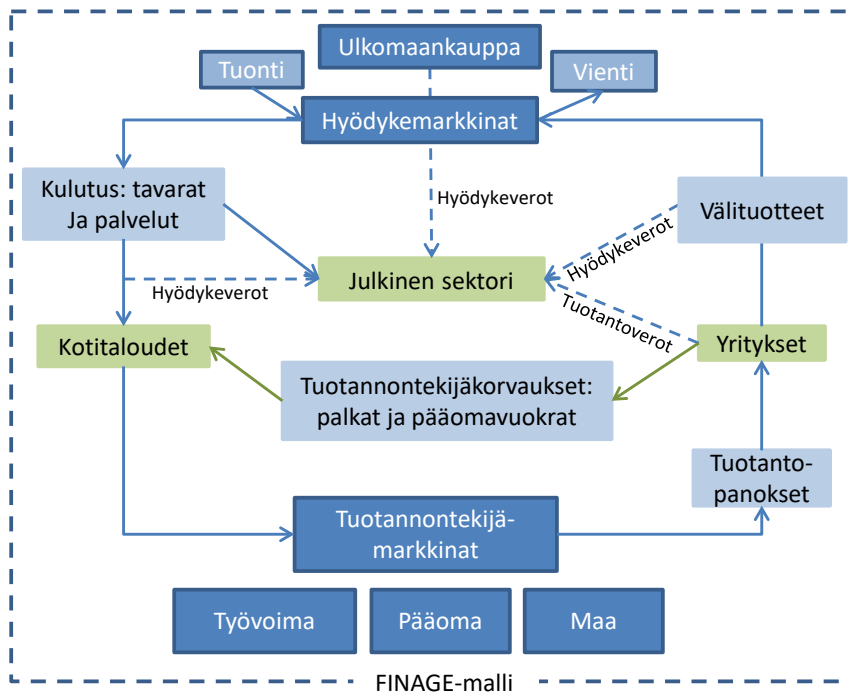 Ulkomaankauppa
Tuonti
Vienti
Hyödykemarkkinat
Kulutus: tavarat
Ja palvelut
Hyödykeverot
Välituotteet
Hyödykeverot
Julkinen sektori
Hyödykeverot
Tuotantoverot
Kotitaloudet
Yritykset
Tuotannontekijäkorvaukset:
palkat ja pääomavuokrat
Tuotanto-
panokset
Tuotannontekijä-
markkinat
Työvoima
Pääoma
Maa
FINAGE-malli